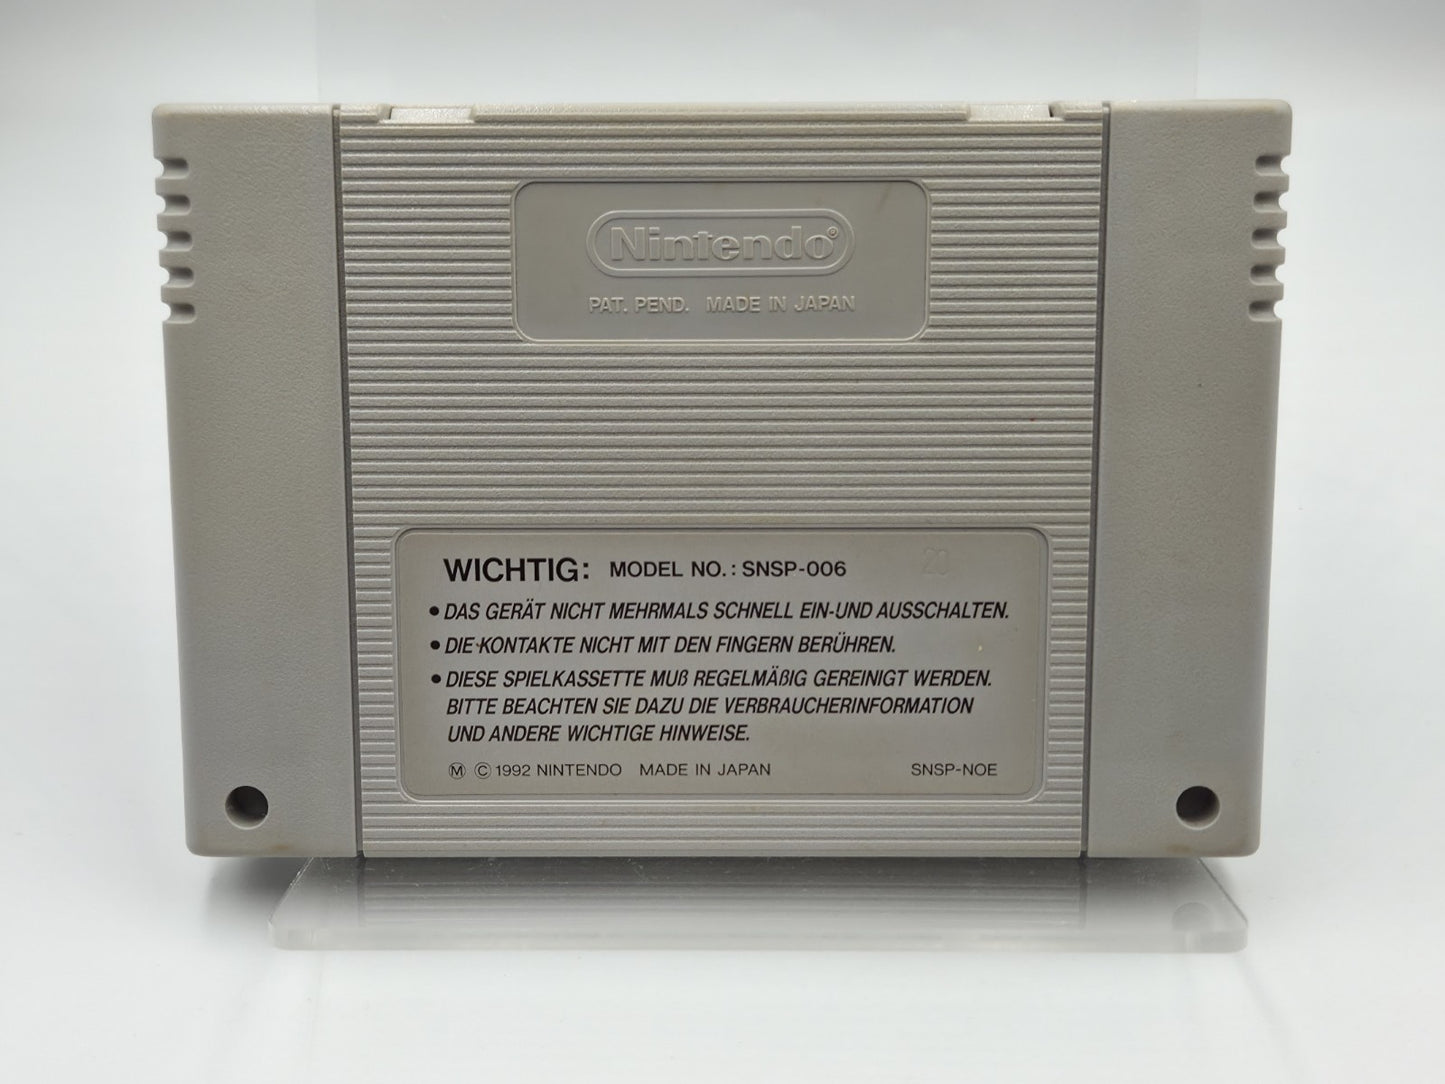 Nintendo®
PAT. PEND. MADE IN JAPAN
WICHTIG: MODEL NO.: SNSP-006
20
• DAS GERÄT NICHT MEHRMALS SCHNELL EIN-UND AUSSCHALTEN.
• DIE KONTAKTE NICHT MIT DEN FINGERN BERÜHREN.
• DIESE SPIELKASSETTE MUß REGELMÄßIG GEREINIGT WERDEN.
BITTE BEACHTEN SIE DAZU DIE VERBRAUCHERINFORMATION
UND ANDERE WICHTIGE HINWEISE.
Ⓜ © 1992 NINTENDO MADE IN JAPAN SNSP-NOE